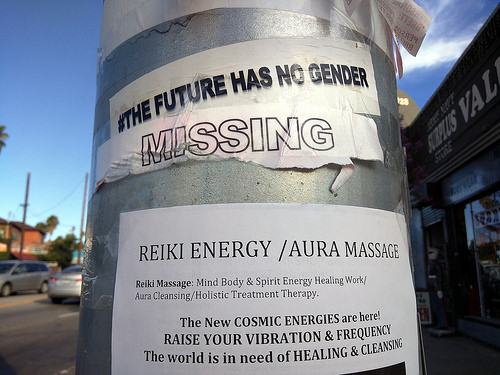 #THE FUTURE HAS NO GENDER
MISSING
REIKI ENERGY /AURA MASSAGE
Reiki Massage: Mind Body & Spirit Energy Healing Work/
Aura Cleansing/Holistic Treatment Therapy.
The New COSMIC ENERGIES are here!
RAISE YOUR VIBRATION & FREQUENCY
The world is in need of HEALING & CLEANSING
SURPLUS VAL